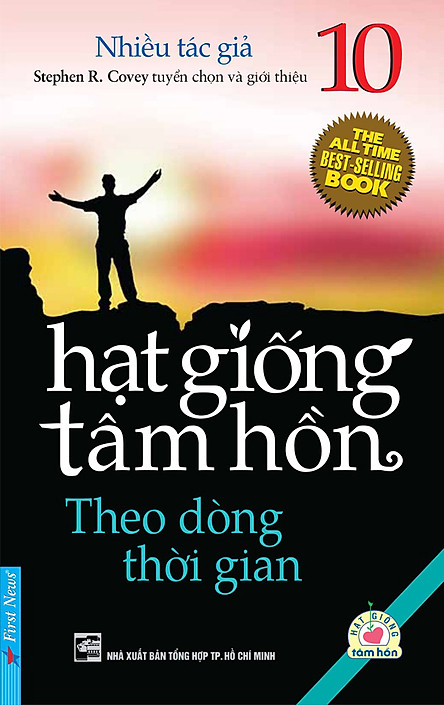 Nhiều tác giả
Stephen R. Covey tuyển chọn và giới thiệu
10
THE
ALL TIME
BEST-SELLING
BOOK
hạt giống
tâm hồn
Theo dòng
thời gian
First News
NHÀ XUẤT BẢN TỔNG HỢP TP. HỒ CHÍ MINH
HẠT GIỐNG
tâm hồn